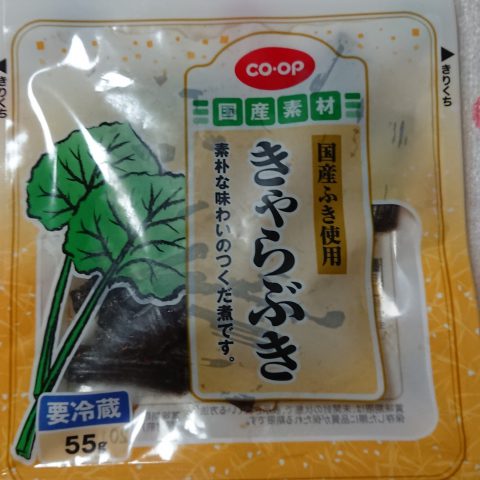 CO·OP
国産素材
国産ふき使用
きゃらぶき
素朴な味わいのつくだ煮です。
きりくち
きりくち
要冷蔵
55g